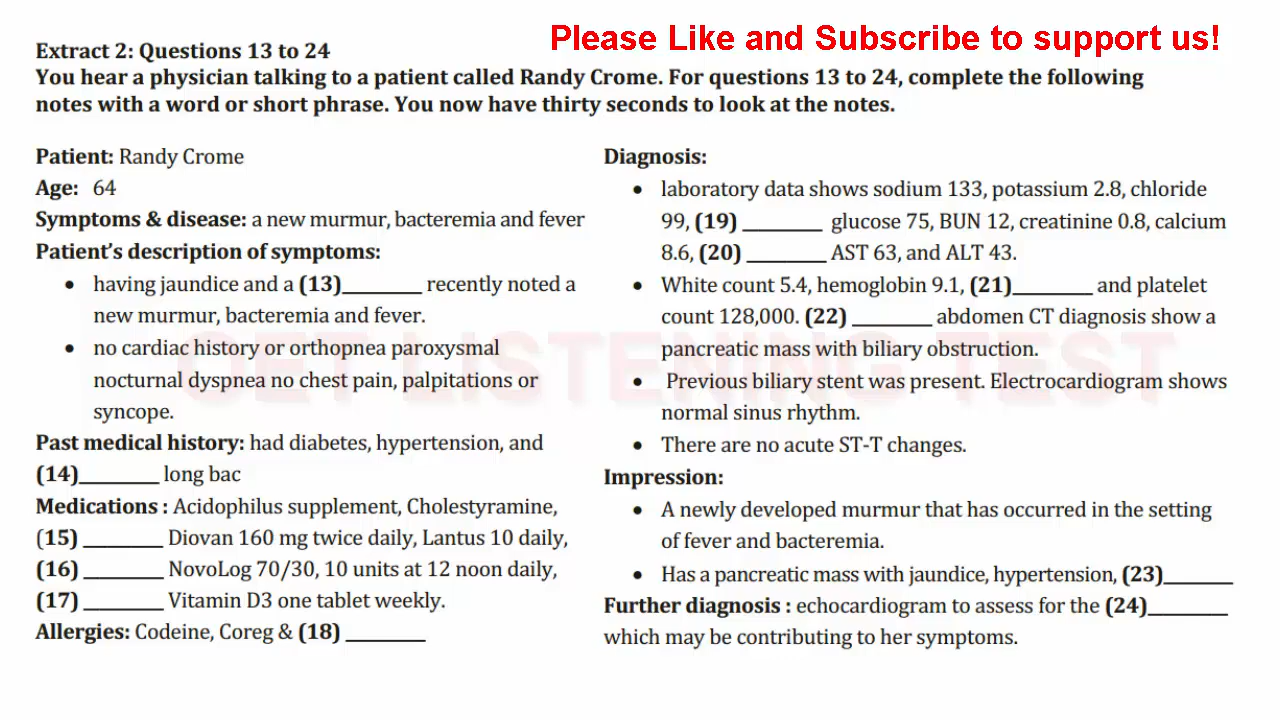 Please Like and Subscribe to support us!
Extract 2: Questions 13 to 24
You hear a physician talking to a patient called Randy Crome. For questions 13 to 24, complete the following
notes with a word or short phrase. You now have thirty seconds to look at the notes.
Patient: Randy Crome
Age: 64
Symptoms & disease: a new murmur, bacteremia and fever
Patient's description of symptoms:
• having jaundice and a (13)________ recently noted a
new murmur, bacteremia and fever.
• no cardiac history or orthopnea paroxysmal
nocturnal dyspnea no chest pain, palpitations or
syncope.
Past medical history: had diabetes, hypertension, and
(14)________ long bac
Medications : Acidophilus supplement, Cholestyramine,
(15) ________ Diovan 160 mg twice daily, Lantus 10 daily,
(16) ________ NovoLog 70/30, 10 units at 12 noon daily,
(17) ________ Vitamin D3 one tablet weekly.
Allergies: Codeine, Coreg & (18) ________
Diagnosis:
• laboratory data shows sodium 133, potassium 2.8, chloride
99, (19) ________ glucose 75, BUN 12, creatinine 0.8, calcium
8.6, (20) ________ AST 63, and ALT 43.
• White count 5.4, hemoglobin 9.1, (21)________ and platelet
count 128,000. (22) ________ abdomen CT diagnosis show a
pancreatic mass with biliary obstruction.
• Previous biliary stent was present. Electrocardiogram shows
normal sinus rhythm.
• There are no acute ST-T changes.
Impression:
• A newly developed murmur that has occurred in the setting
of fever and bacteremia.
• Has a pancreatic mass with jaundice, hypertension, (23)_______
Further diagnosis : echocardiogram to assess for the (24)________
which may be contributing to her symptoms.
OET LISTENING TEST